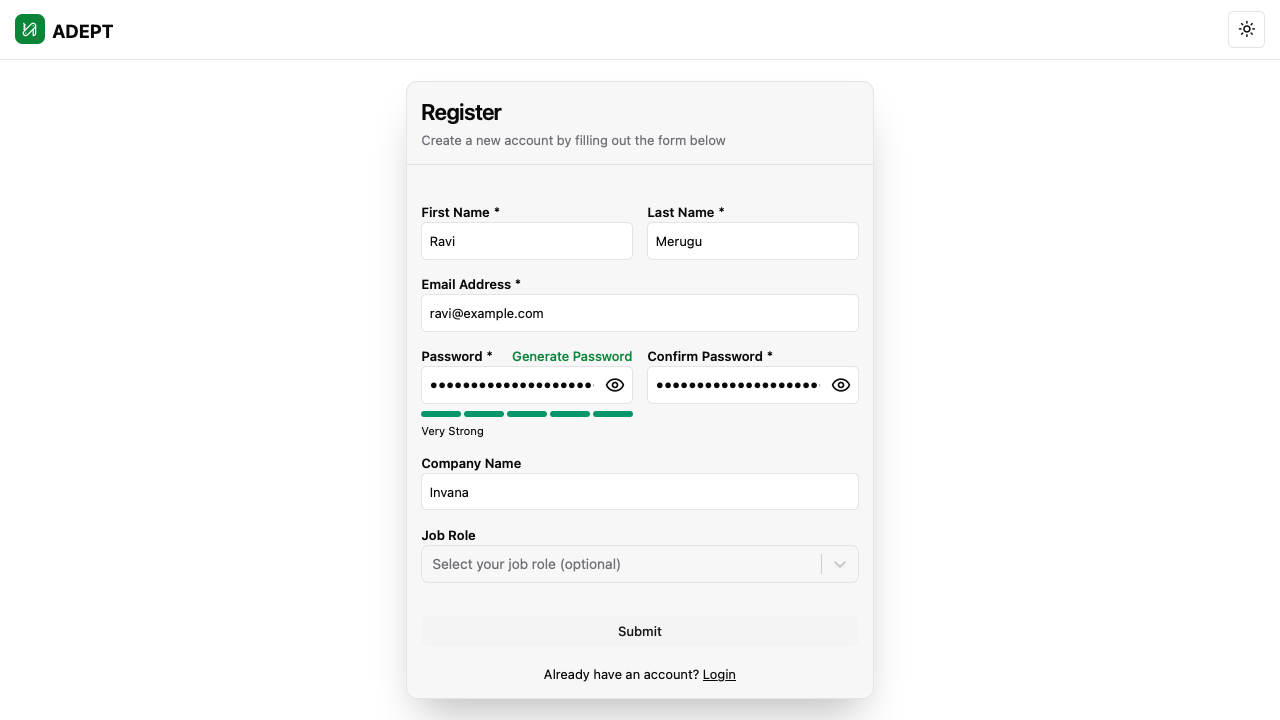 ADEPT
Register
Create a new account by filling out the form below
First Name *
Last Name *
Ravi
Merugu
Email Address *
ravi@example.com
Password *
Generate Password
Confirm Password *
••••••••••••••••••••
••••••••••••••••••••
Very Strong
Company Name
Invana
Job Role
Select your job role (optional)
Submit
Already have an account? Login